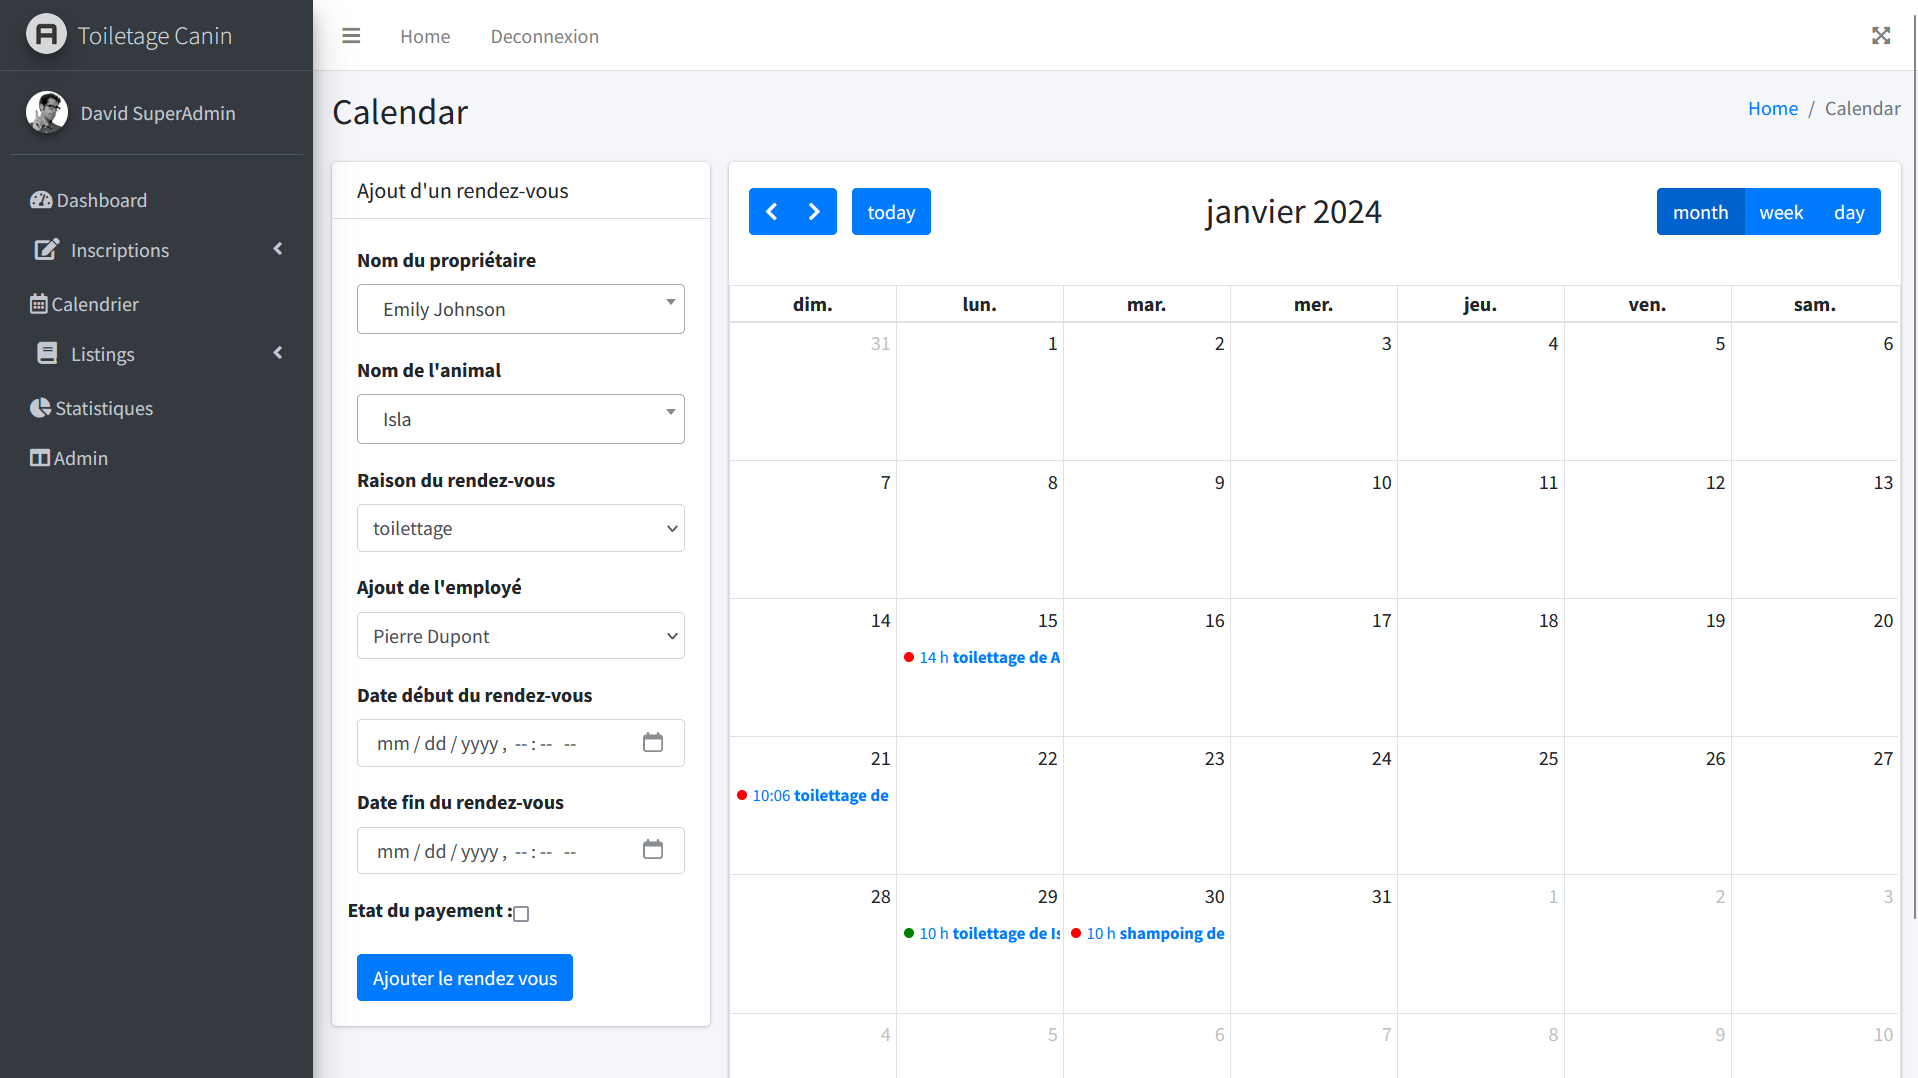 Toiletage Canin
David SuperAdmin
Dashboard
Inscriptions
Calendrier
Listings
Statistiques
Admin
Home Deconnexion
Calendar
Home / Calendar
Ajout d'un rendez-vous
Nom du propriétaire
Emily Johnson
Nom de l'animal
Isla
Raison du rendez-vous
toilettage
Ajout de l'employé
Pierre Dupont
Date début du rendez-vous
mm/dd/yyyy, --:-- --
Date fin du rendez-vous
mm/dd/yyyy, --:-- --
Etat du payement :
Ajouter le rendez vous
today
janvier 2024
month week day
dim. lun. mar. mer. jeu. ven. sam.
31 1 2 3 4 5 6
7 8 9 10 11 12 13
14 15 16 17 18 19 20
14 h toilettage de A
21 22 23 24 25 26 27
10:06 toilettage de
28 29 30 31 1 2 3
10 h toilettage de Is 10 h shampoing de
4 5 6 7 8 9 10